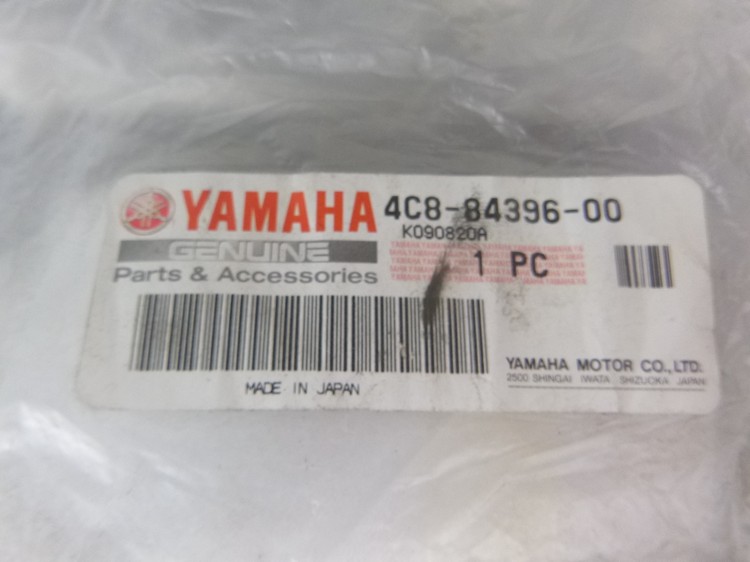 YAMAHA 4C8-84396-00
K090820A
GENUINE
Parts & Accessories
1 PC
MADE IN JAPAN
YAMAHA MOTOR CO.,LTD.
2500 SHINGAI IWATA SHIZUOKA JAPAN